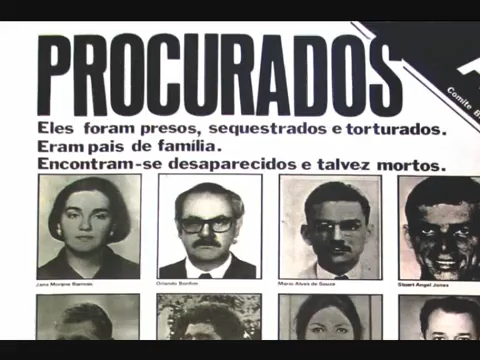 PROCURADOS
Eles foram presos, sequestrados e torturados.
Eram pais de família.
Encontram-se desaparecidos e talvez mortos.
Comite B
Orlando Bonfim
Mario Alves de Souza
Stuart Angel Jones